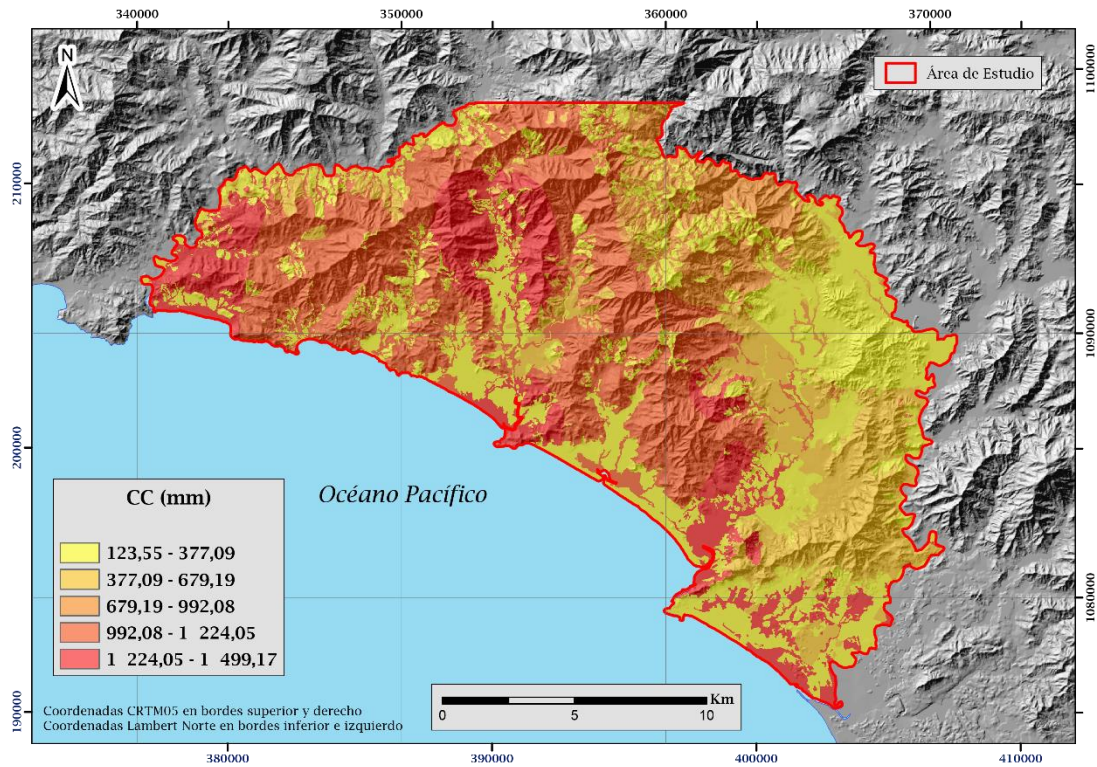 340000 350000 360000 370000
N
Área de Estudio
1100000
210000
1090000
200000
Océano Pacífico
CC (mm)
123,55 - 377,09
377,09 - 679,19
679,19 - 992,08
992,08 - 1 224,05
1 224,05 - 1 499,17
1080000
190000
Km
0 5 10
Coordenadas CRTM05 en bordes superior y derecho
Coordenadas Lambert Norte en bordes inferior e izquierdo
380000 390000 400000 410000